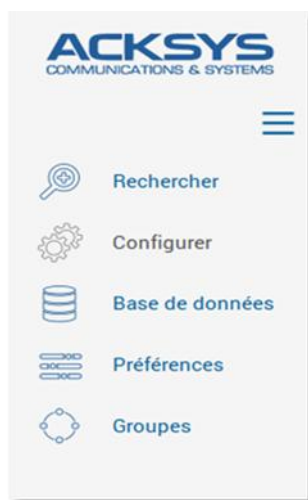 ACKSYS
COMMUNICATIONS & SYSTEMS
Rechercher
Configurer
Base de données
Préférences
Groupes